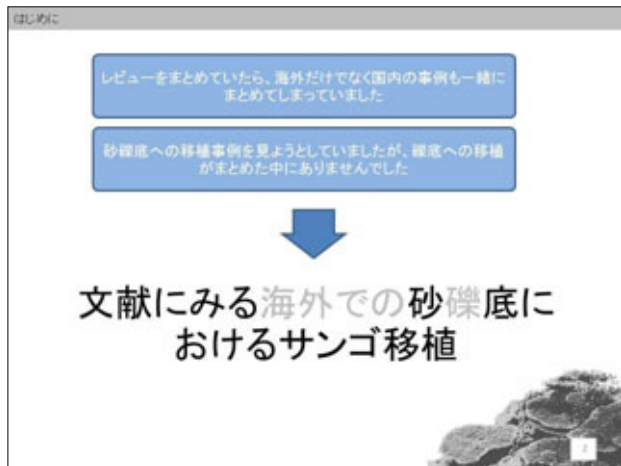 はじめに
レビューをまとめていたら、海外だけでなく国内の事例も一緒に
まとめてしまっていました
砂礫底への移植事例を見ようとしていましたが、礫底への移植
がまとめた中にありませんでした
文献にみる海外での砂礫底に
おけるサンゴ移植
2